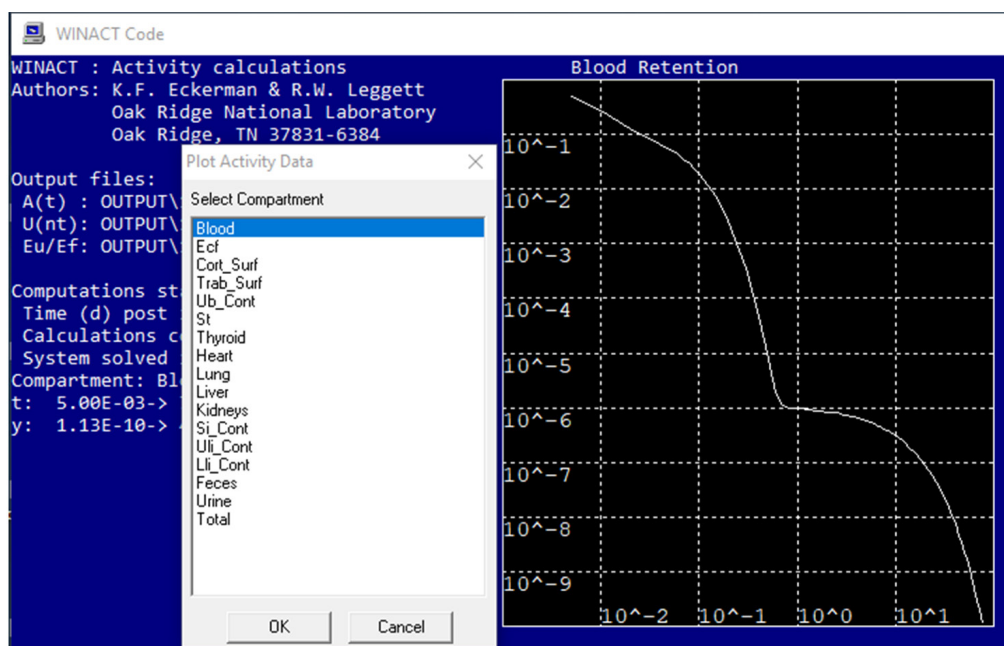 WINACT Code
WINACT : Activity calculations
Authors: K.F. Eckerman & R.W. Leggett
Oak Ridge National Laboratory
Oak Ridge, TN 37831-6384
Output files:
A(t) : OUTPUT\
U(nt): OUTPUT\
Eu/Ef: OUTPUT\
Computations st
Time (d) post
Calculations c
System solved
Compartment: Bl
t: 5.00E-03->
y: 1.13E-10->
Plot Activity Data
Select Compartment
Blood
Ecf
Cort_Surf
Trab_Surf
Ub_Cont
St
Thyroid
Heart
Lung
Liver
Kidneys
Si_Cont
Uli_Cont
Lli_Cont
Feces
Urine
Total
OK Cancel
Blood Retention
10^-1
10^-2
10^-3
10^-4
10^-5
10^-6
10^-7
10^-8
10^-9
10^-2 10^-1 10^0 10^1